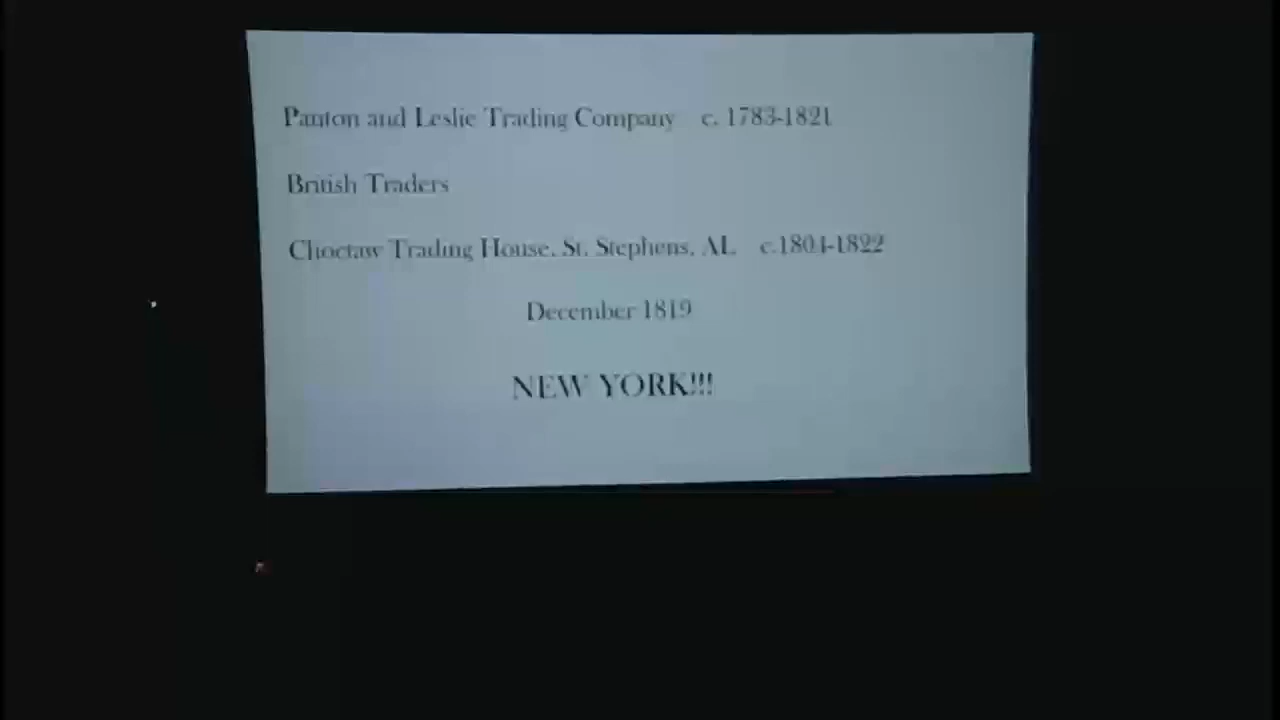 Panton and Leslie Trading Company c. 1783-1821
British Traders
Choctaw Trading House, St. Stephens, AL c.1804-1822
December 1819
NEW YORK!!!